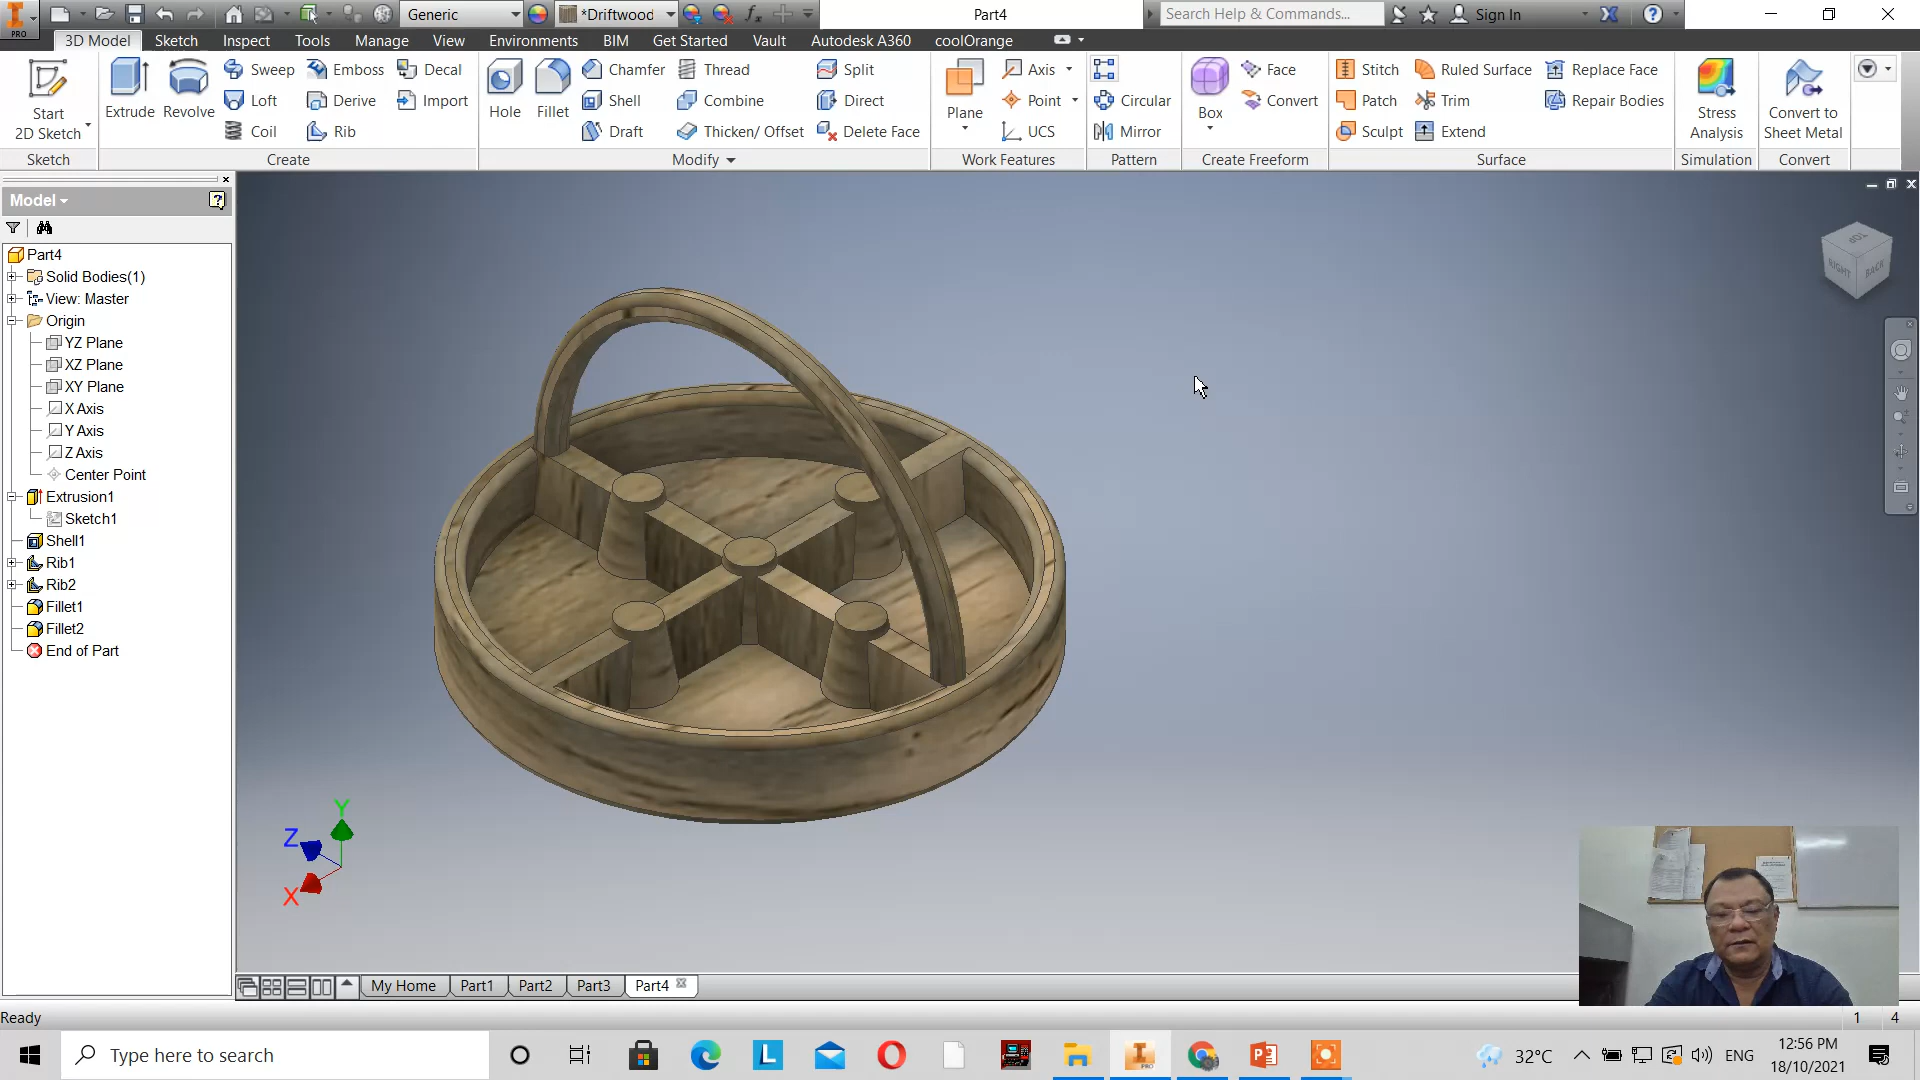 PRO
Generic
*Driftwood
Part4
Search Help & Commands...
Sign In
3D Model Sketch Inspect Tools Manage View Environments BIM Get Started Vault Autodesk A360 coolOrange
Start
2D Sketch
Extrude
Revolve
Sweep
Loft
Coil
Emboss
Derive
Rib
Decal
Import
Hole
Fillet
Chamfer
Shell
Draft
Thread
Combine
Thicken/ Offset
Split
Direct
Delete Face
Plane
Axis
Point
UCS
Circular
Mirror
Box
Face
Convert
Stitch
Patch
Sculpt
Ruled Surface
Trim
Extend
Replace Face
Repair Bodies
Stress
Analysis
Convert to
Sheet Metal
Sketch Create Modify Work Features Pattern Create Freeform Surface Simulation Convert
Model
Part4
Solid Bodies(1)
View: Master
Origin
YZ Plane
XZ Plane
XY Plane
X Axis
Y Axis
Z Axis
Center Point
Extrusion1
Sketch1
Shell1
Rib1
Rib2
Fillet1
Fillet2
End of Part
TOP
RIGHT
BACK
Y
Z
X
My Home Part1 Part2 Part3 Part4
Ready
1 4
Type here to search
L
PRO
32°C
ENG
12:56 PM
18/10/2021